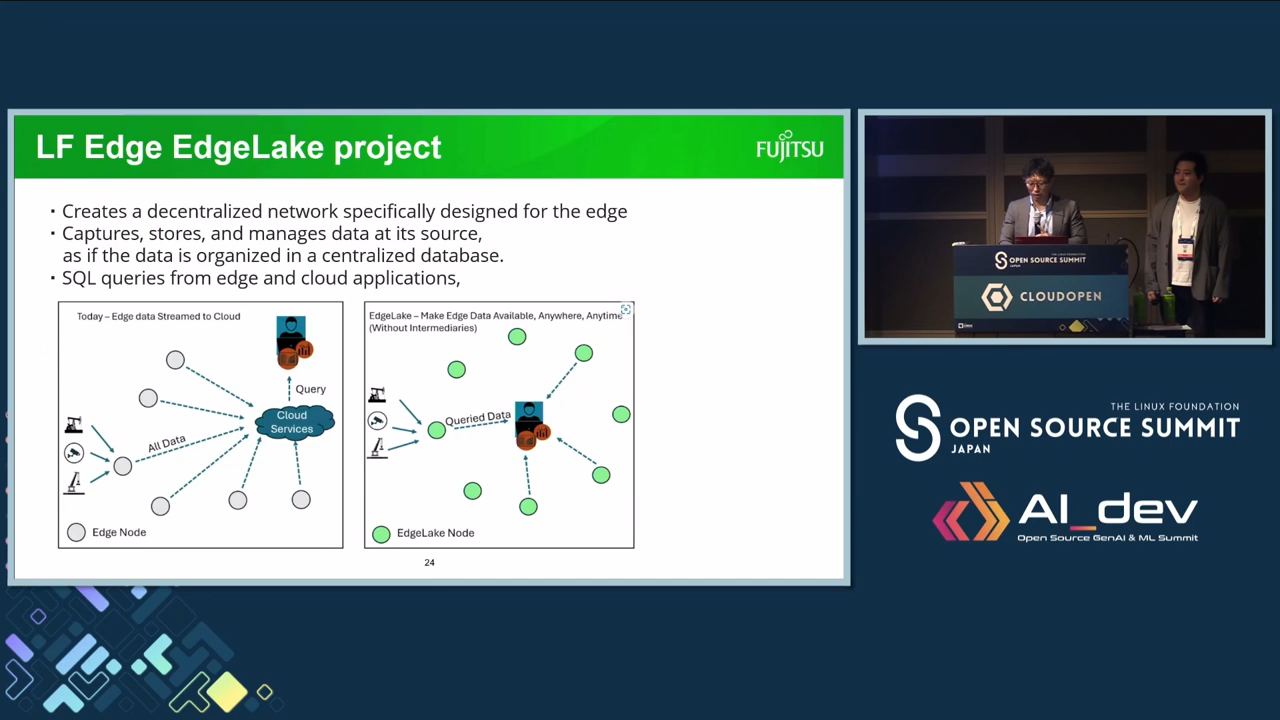 LF Edge EdgeLake project
FUJITSU
· Creates a decentralized network specifically designed for the edge
· Captures, stores, and manages data at its source,
as if the data is organized in a centralized database.
· SQL queries from edge and cloud applications,
Today – Edge data Streamed to Cloud
Query
Cloud
Services
All Data
Edge Node
EdgeLake – Make Edge Data Available, Anywhere, Anytime
(Without Intermediaries)
Queried Data
EdgeLake Node
24
OPEN SOURCE SUMMIT
JAPAN
CLOUDOPEN
THE LINUX FOUNDATION
OPEN SOURCE SUMMIT
JAPAN
AI_dev
Open Source GenAI & ML Summit